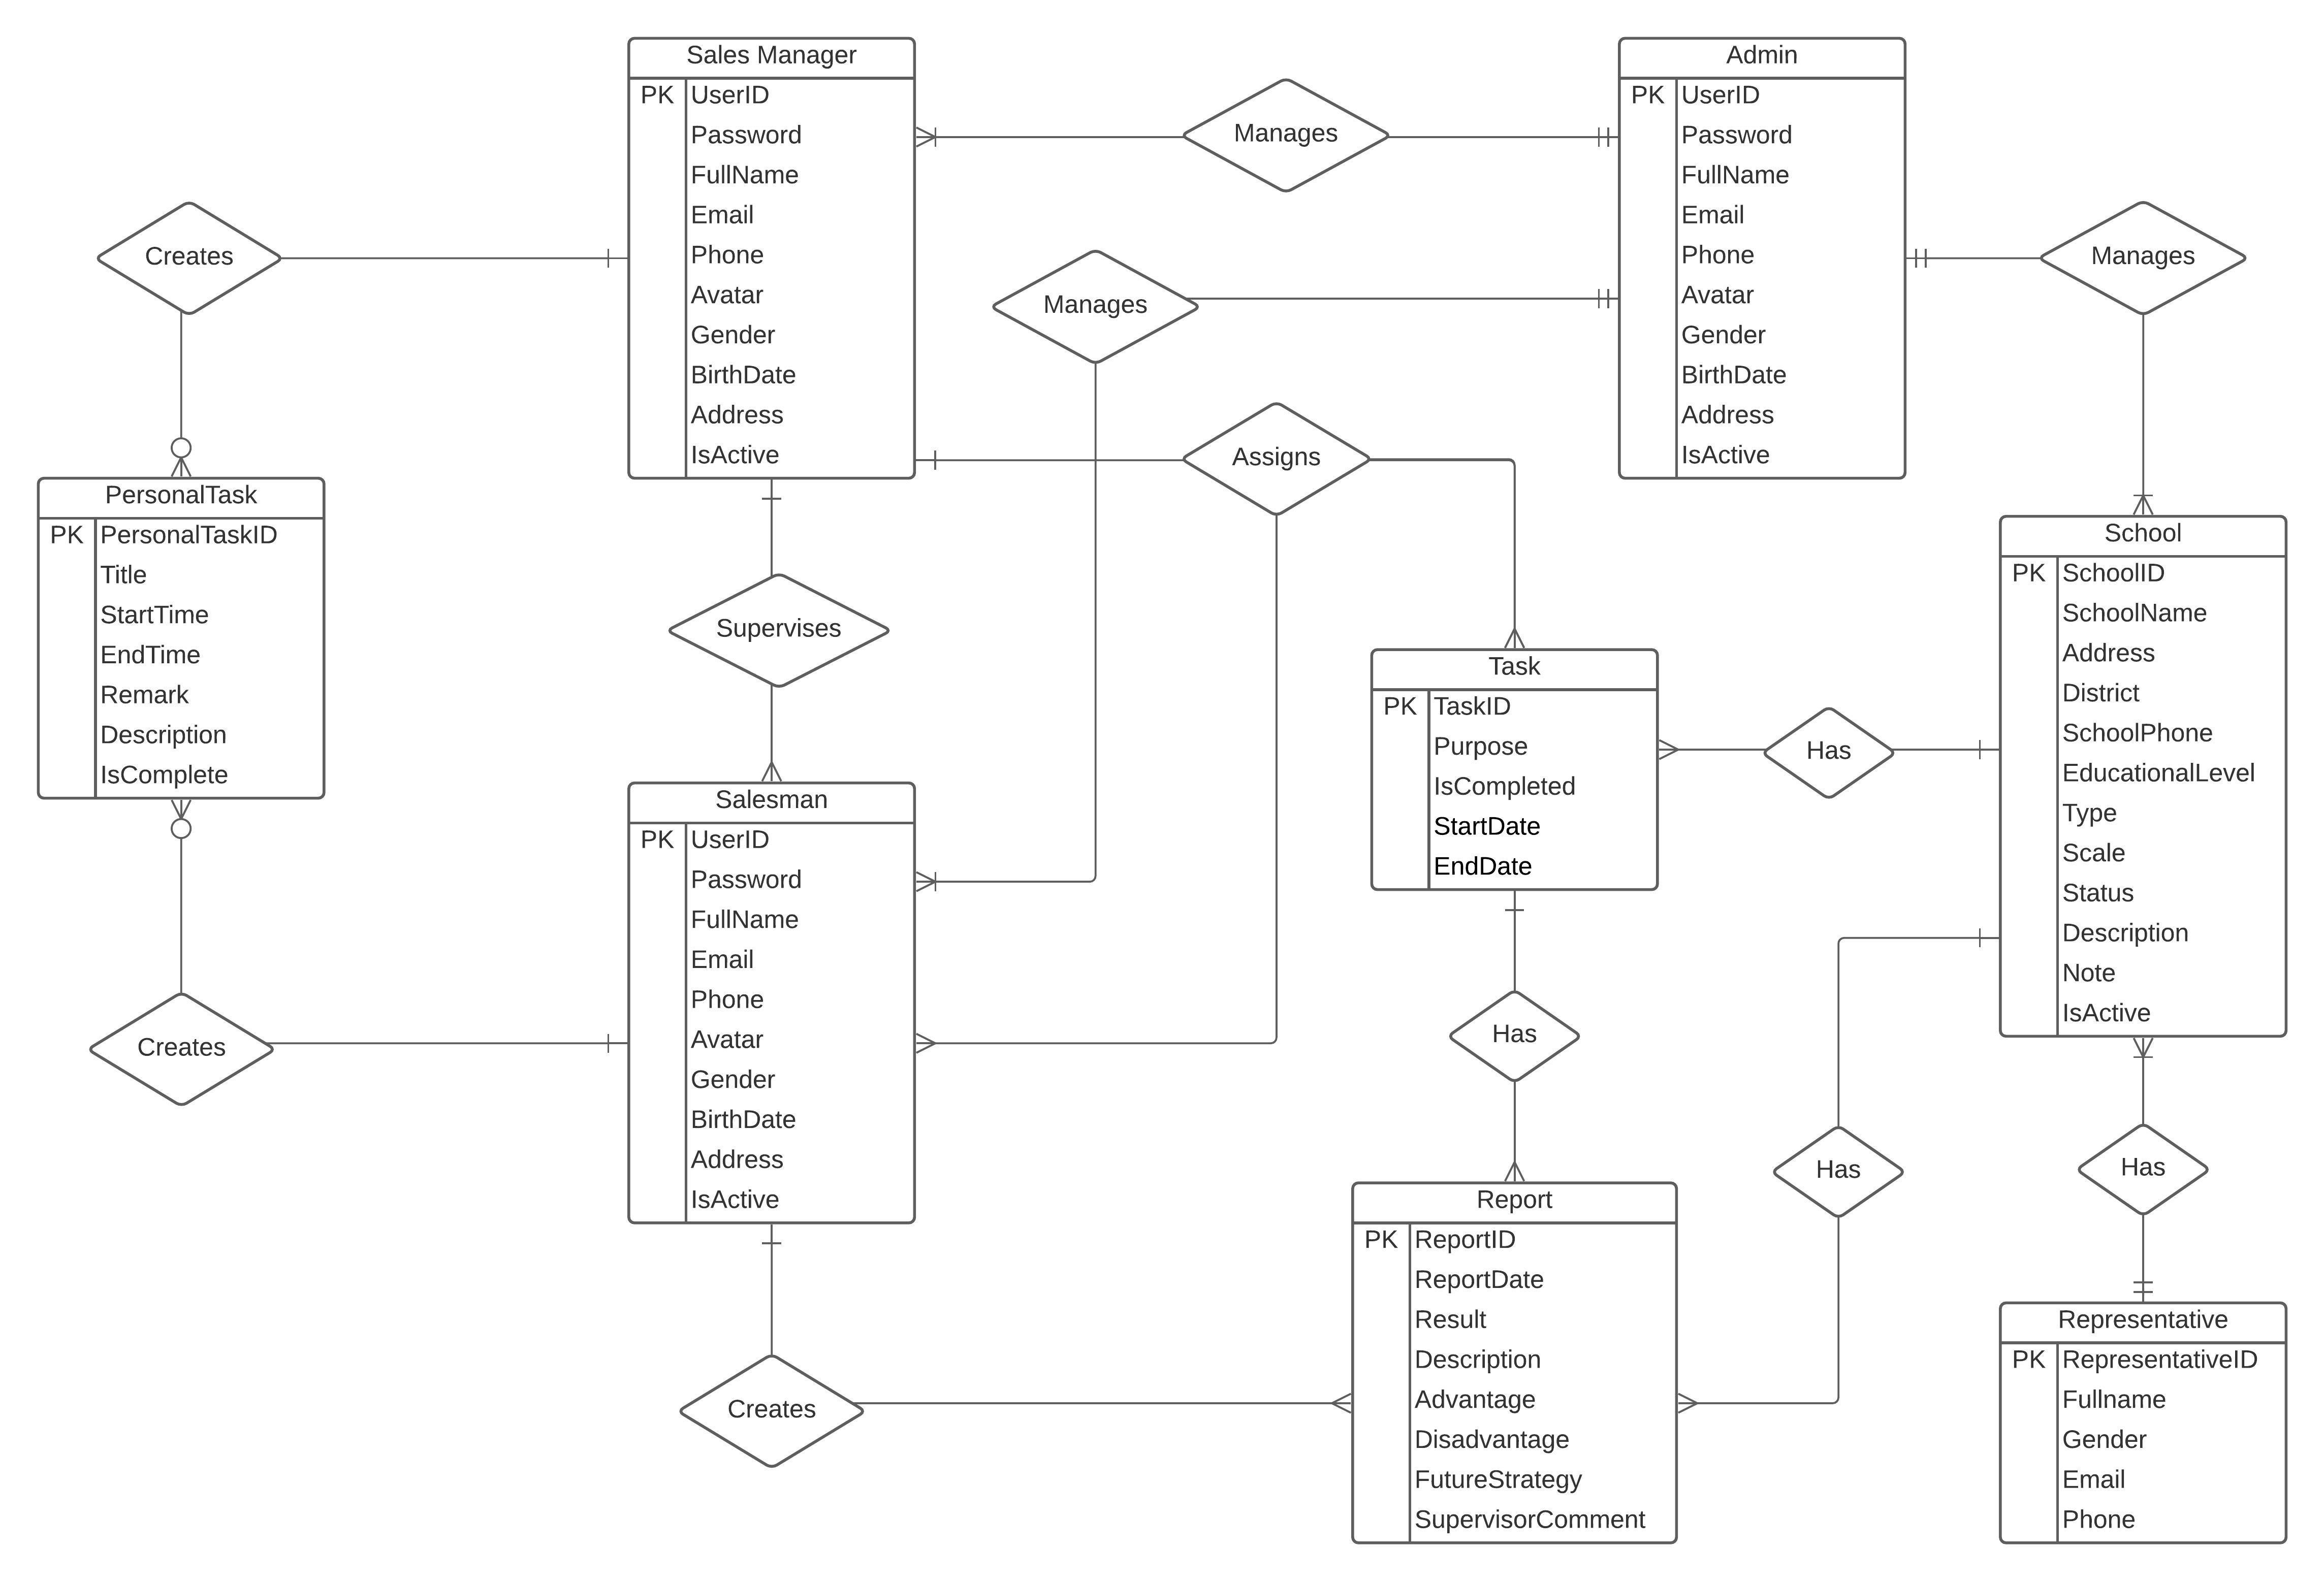 Sales Manager
PK UserID
Password
FullName
Email
Phone
Avatar
Gender
BirthDate
Address
IsActive
Manages
Admin
PK UserID
Password
FullName
Email
Phone
Avatar
Gender
BirthDate
Address
IsActive
Creates
Manages
Manages
Assigns
PersonalTask
PK PersonalTaskID
Title
StartTime
EndTime
Remark
Description
IsComplete
Supervises
Task
PK TaskID
Purpose
IsCompleted
StartDate
EndDate
Has
School
PK SchoolID
SchoolName
Address
District
SchoolPhone
EducationalLevel
Type
Scale
Status
Description
Note
IsActive
Salesman
PK UserID
Password
FullName
Email
Phone
Avatar
Gender
BirthDate
Address
IsActive
Creates
Has
Has
Has
Creates
Report
PK ReportID
ReportDate
Result
Description
Advantage
Disadvantage
FutureStrategy
SupervisorComment
Representative
PK RepresentativeID
Fullname
Gender
Email
Phone